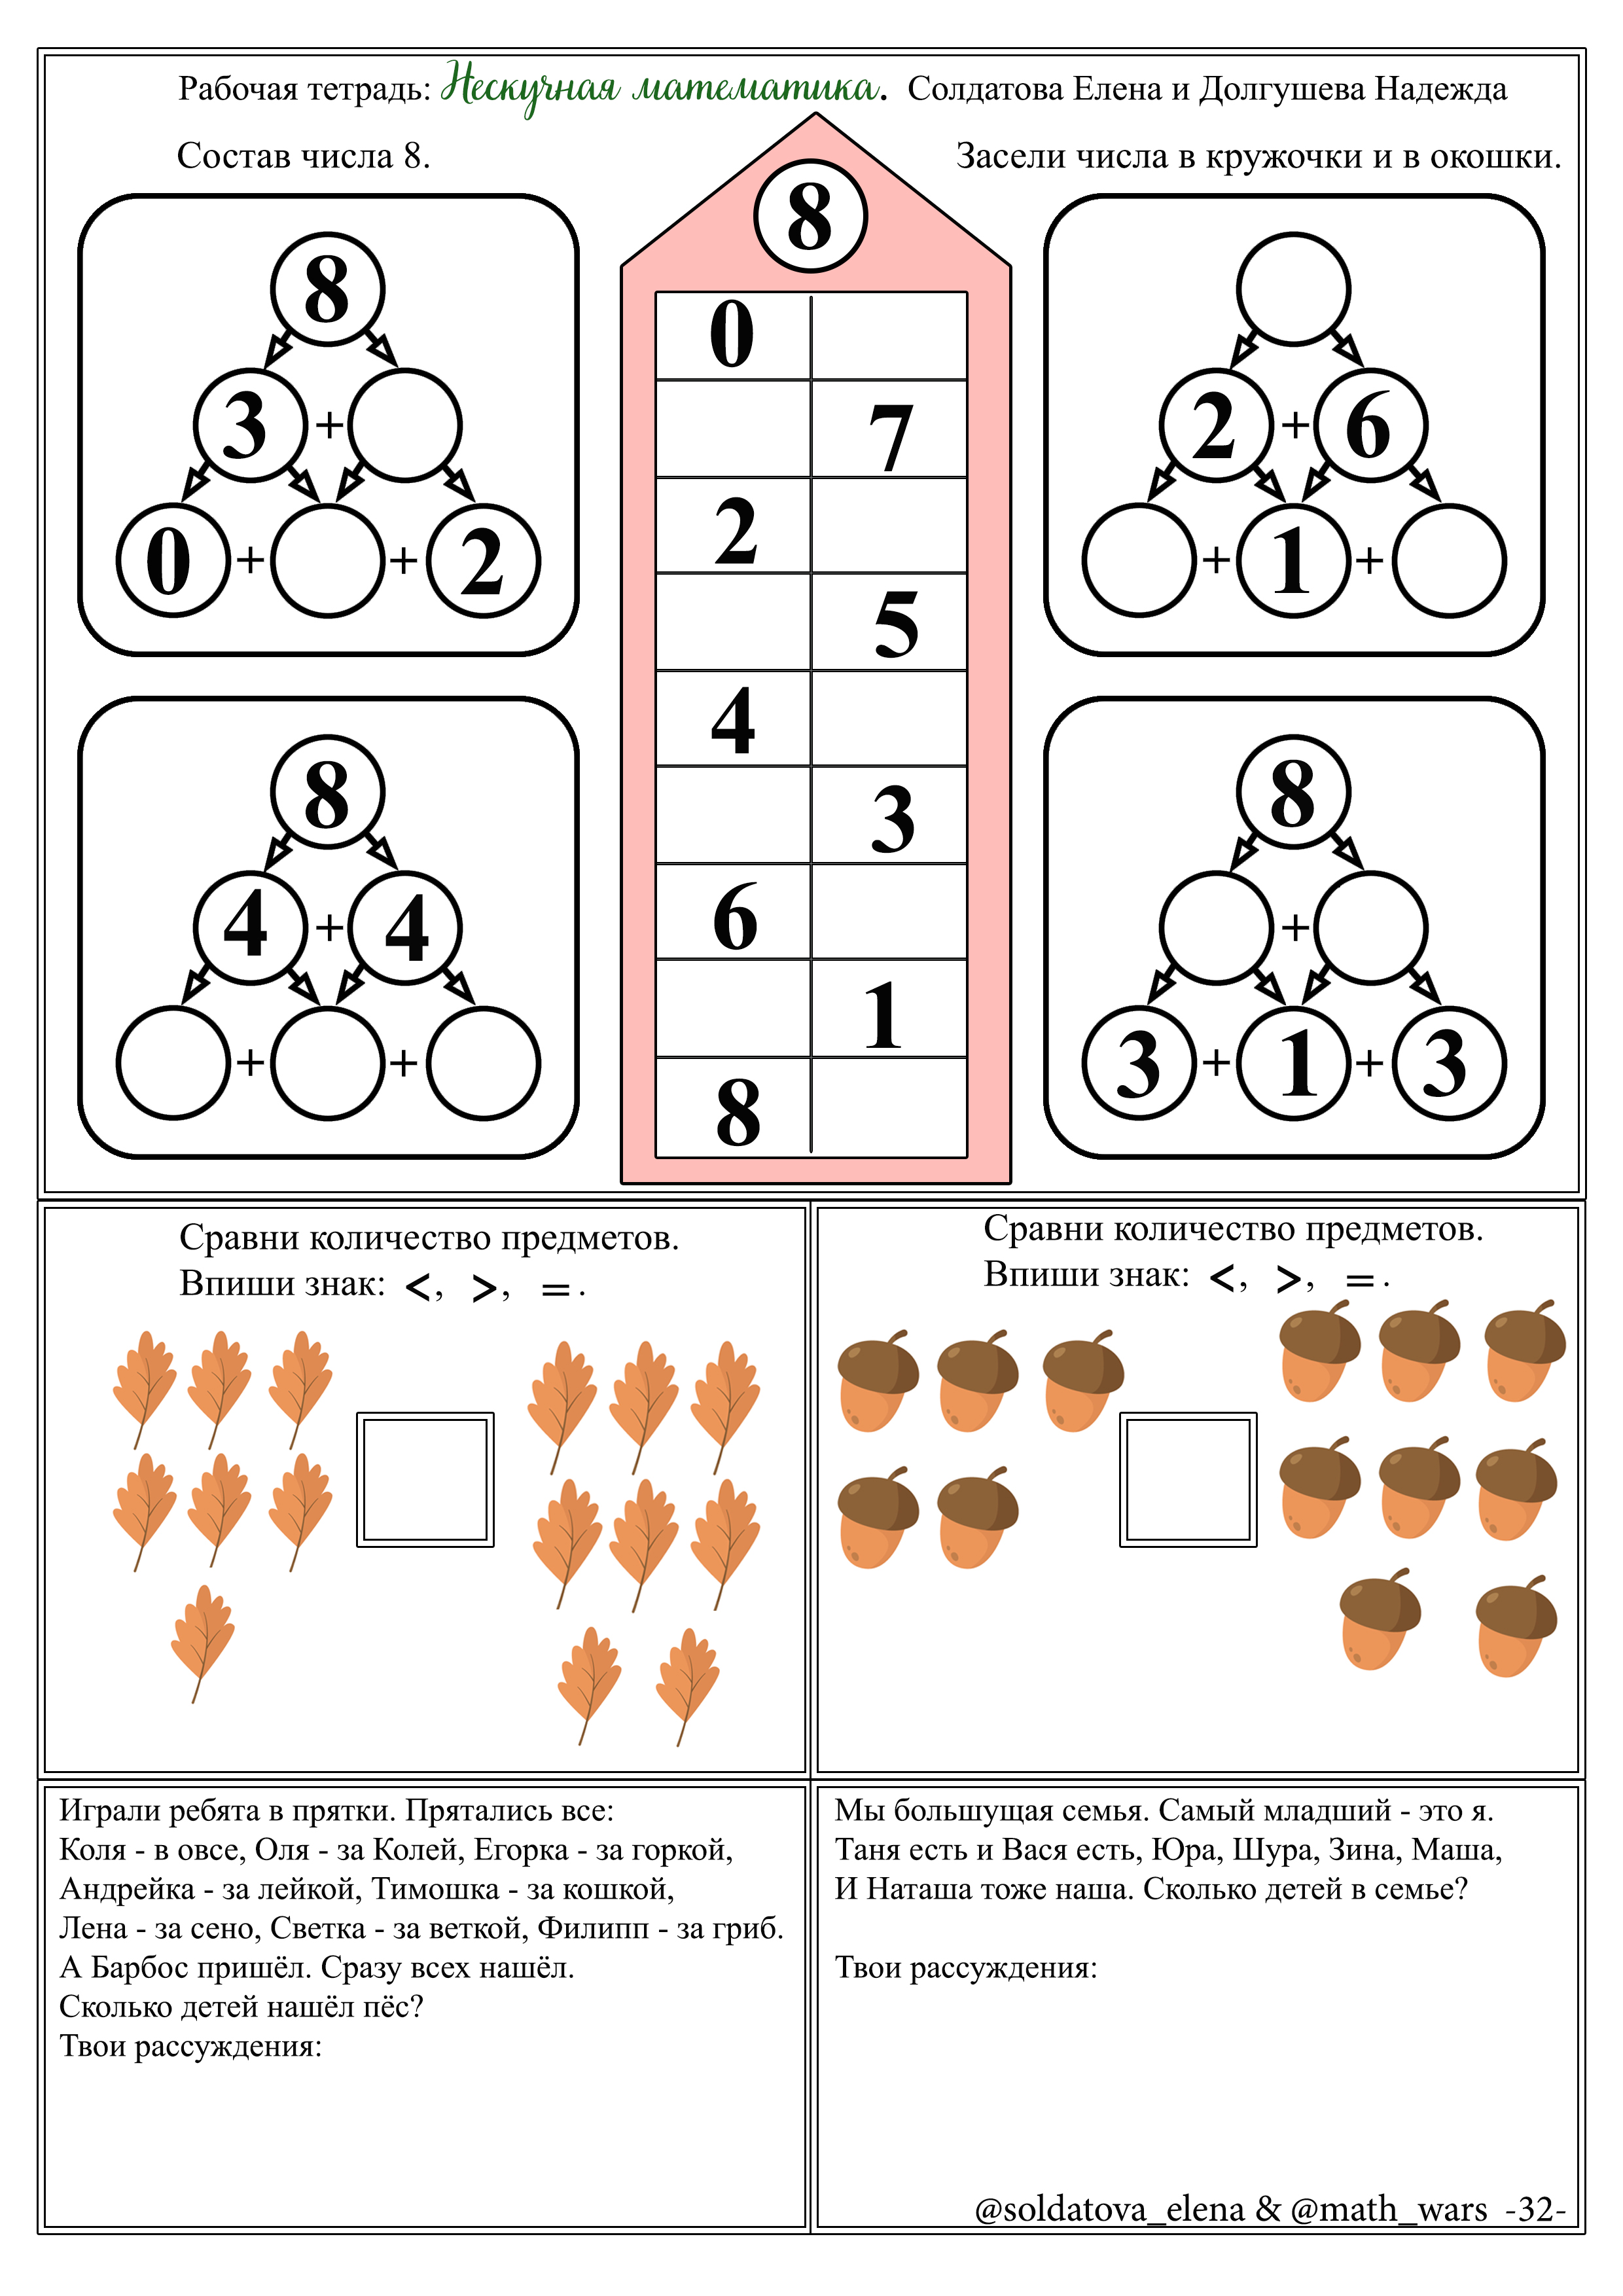 Рабочая тетрадь: Нескучная математика. Солдатова Елена и Долгушева Надежда
Состав числа 8.
Засели числа в кружочки и в окошки.
8
3 +
0 + + 2
8
0
7
2
5
4
3
6
1
8
2 + 6
+ 1 +
8
4 + 4
+ +
8
+
3 + 1 + 3
Сравни количество предметов.
Впиши знак: <, >, = .
Сравни количество предметов.
Впиши знак: <, >, = .
Играли ребята в прятки. Прятались все:
Коля - в овсе, Оля - за Колей, Егорка - за горкой,
Андрейка - за лейкой, Тимошка - за кошкой,
Лена - за сено, Светка - за веткой, Филипп - за гриб.
А Барбос пришёл. Сразу всех нашёл.
Сколько детей нашёл пёс?
Твои рассуждения:
Мы большущая семья. Самый младший - это я.
Таня есть и Вася есть, Юра, Шура, Зина, Маша,
И Наташа тоже наша. Сколько детей в семье?
Твои рассуждения:
@soldatova_elena & @math_wars -32-